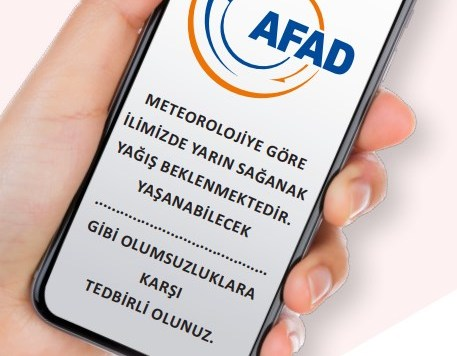 AFAD
METEOROLOJİYE GÖRE
İLİMİZDE YARIN SAĞANAK
YAĞIŞ BEKLENMEKTEDİR.
YAŞANABİLECEK
........................................
GİBİ OLUMSUZLUKLARA
KARŞI
TEDBİRLİ OLUNUZ.